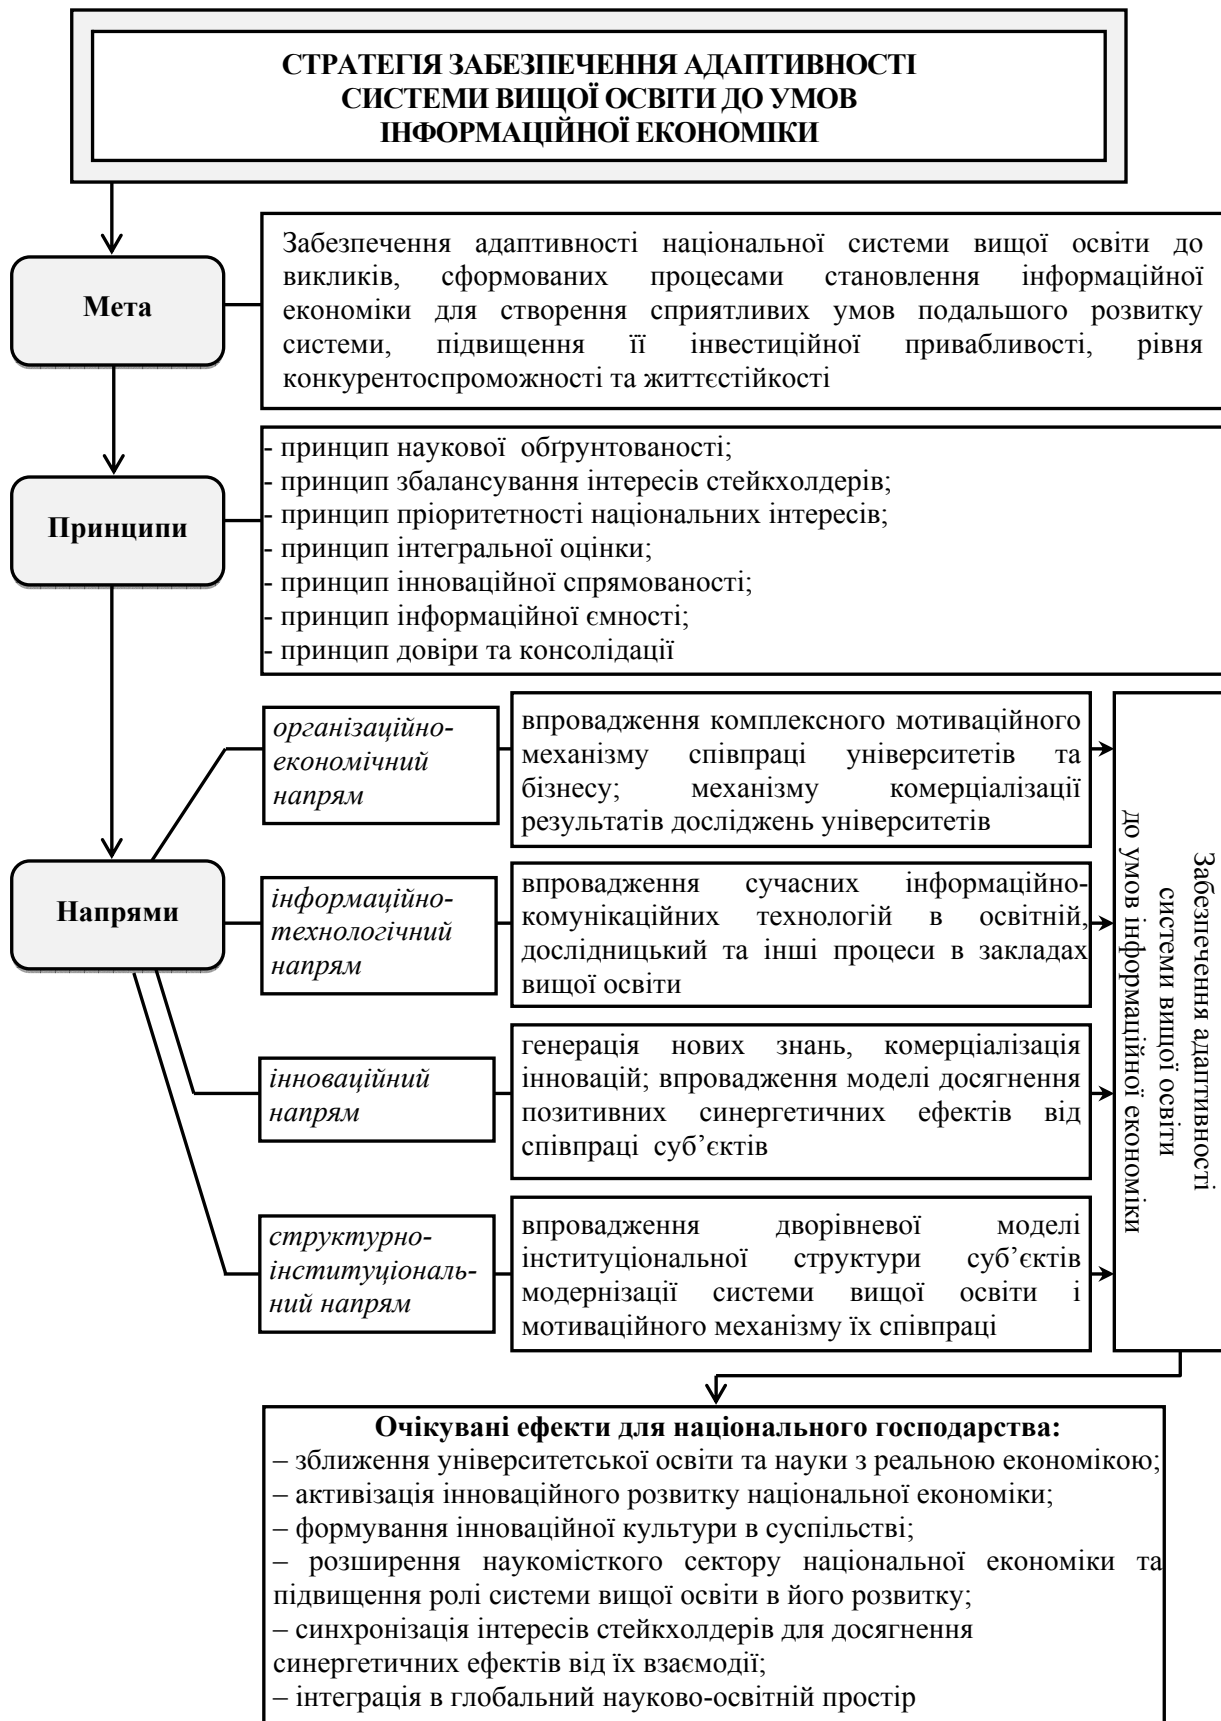 СТРАТЕГІЯ ЗАБЕЗПЕЧЕННЯ АДАПТИВНОСТІ
СИСТЕМИ ВИЩОЇ ОСВІТИ ДО УМОВ
ІНФОРМАЦІЙНОЇ ЕКОНОМІКИ
Мета
Забезпечення адаптивності національної системи вищої освіти до
викликів, сформованих процесами становлення інформаційної
економіки для створення сприятливих умов подальшого розвитку
системи, підвищення її інвестиційної привабливості, рівня
конкурентоспроможності та життєстійкості
Принципи
- принцип наукової обґрунтованості;
- принцип збалансування інтересів стейкхолдерів;
- принцип пріоритетності національних інтересів;
- принцип інтегральної оцінки;
- принцип інноваційної спрямованості;
- принцип інформаційної ємності;
- принцип довіри та консолідації
Напрями
організаційно-
економічний
напрям
впровадження комплексного мотиваційного
механізму співпраці університетів та
бізнесу; механізму комерціалізації
результатів досліджень університетів
інформаційно-
технологічний
напрям
впровадження сучасних інформаційно-
комунікаційних технологій в освітній,
дослідницький та інші процеси в закладах
вищої освіти
інноваційний
напрям
генерація нових знань, комерціалізація
інновацій; впровадження моделі досягнення
позитивних синергетичних ефектів від
співпраці суб’єктів
структурно-
інституціональ-
ний напрям
впровадження дворівневої моделі
інституціональної структури суб’єктів
модернізації системи вищої освіти і
мотиваційного механізму їх співпраці
Забезпечення адаптивності
системи вищої освіти
до умов інформаційної економіки
Очікувані ефекти для національного господарства:
– зближення університетської освіти та науки з реальною економікою;
– активізація інноваційного розвитку національної економіки;
– формування інноваційної культури в суспільстві;
– розширення наукомісткого сектору національної економіки та
підвищення ролі системи вищої освіти в його розвитку;
– синхронізація інтересів стейкхолдерів для досягнення
синергетичних ефектів від їх взаємодії;
– інтеграція в глобальний науково-освітній простір